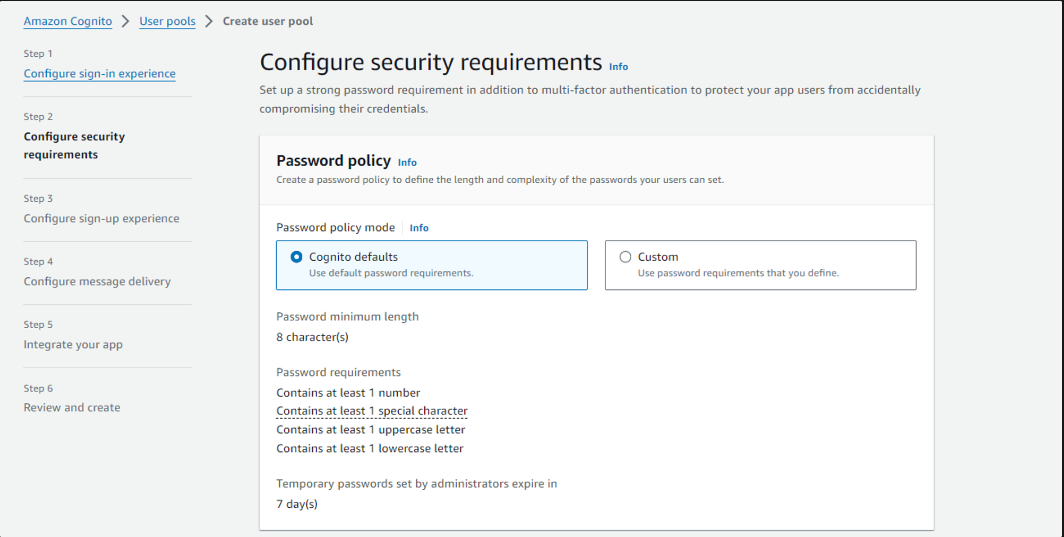 Amazon Cognito > User pools > Create user pool
Step 1
Configure sign-in experience
Step 2
Configure security
requirements
Step 3
Configure sign-up experience
Step 4
Configure message delivery
Step 5
Integrate your app
Step 6
Review and create
Configure security requirements Info
Set up a strong password requirement in addition to multi-factor authentication to protect your app users from accidentally
compromising their credentials.
Password policy Info
Create a password policy to define the length and complexity of the passwords your users can set.
Password policy mode Info
Cognito defaults
Use default password requirements.
Custom
Use password requirements that you define.
Password minimum length
8 character(s)
Password requirements
Contains at least 1 number
Contains at least 1 special character
Contains at least 1 uppercase letter
Contains at least 1 lowercase letter
Temporary passwords set by administrators expire in
7 day(s)